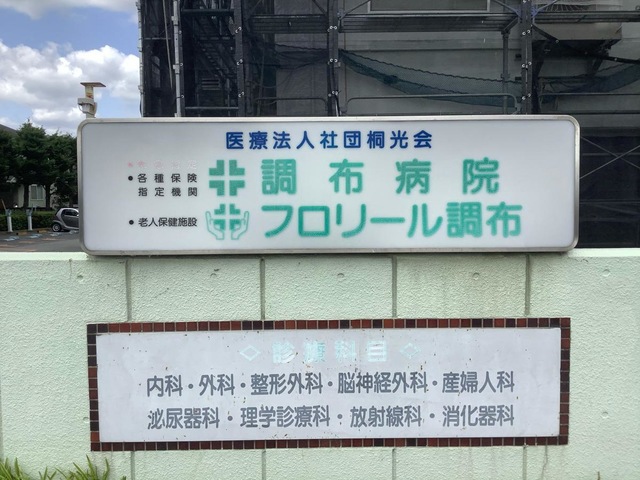 医療法人社団桐光会
●各種保険
指定機関
調布病院
●老人保健施設
フロリール調布
◇診療科目◇
内科・外科・整形外科・脳神経外科・産婦人科
泌尿器科・理学診療科・放射線科・消化器科